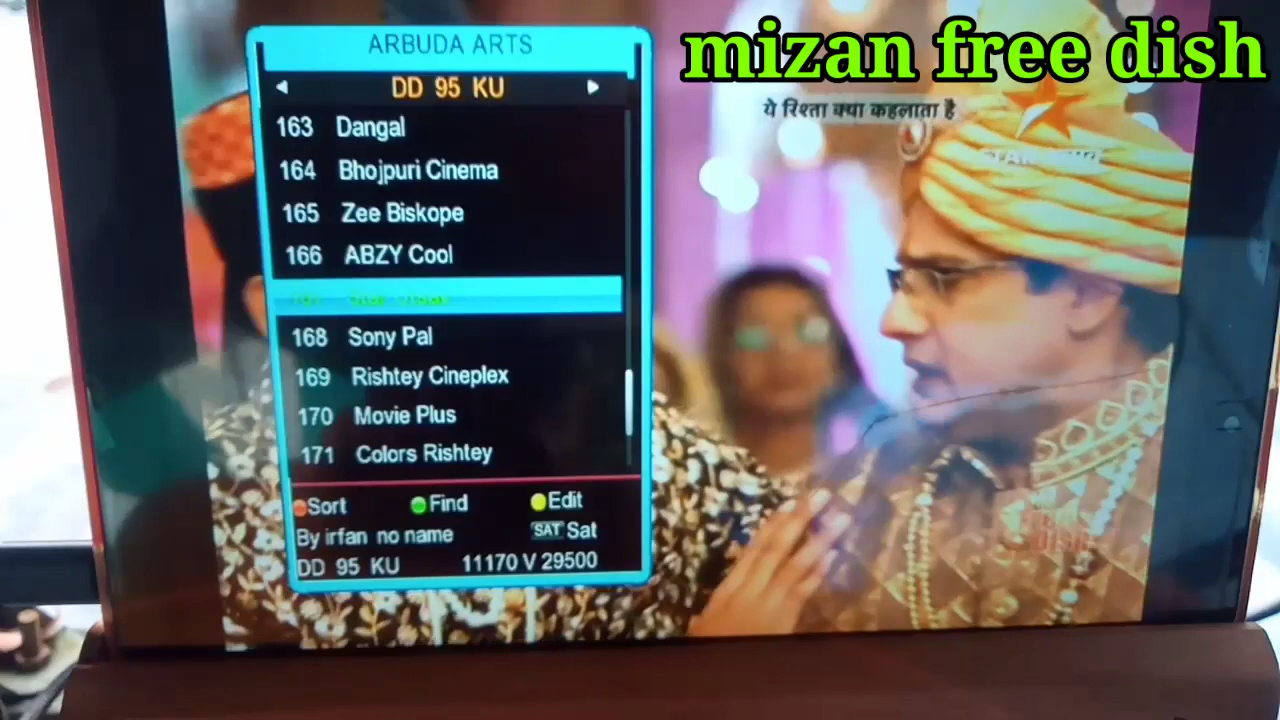 mizan free dish
ARBUDA ARTS
DD 95 KU
163 Dangal
164 Bhojpuri Cinema
165 Zee Biskope
166 ABZY Cool
168 Sony Pal
169 Rishtey Cineplex
170 Movie Plus
171 Colors Rishtey
Sort Find Edit
By irfan no name SAT Sat
DD 95 KU 11170 V 29500
ये रिश्ता क्या कहलाता है